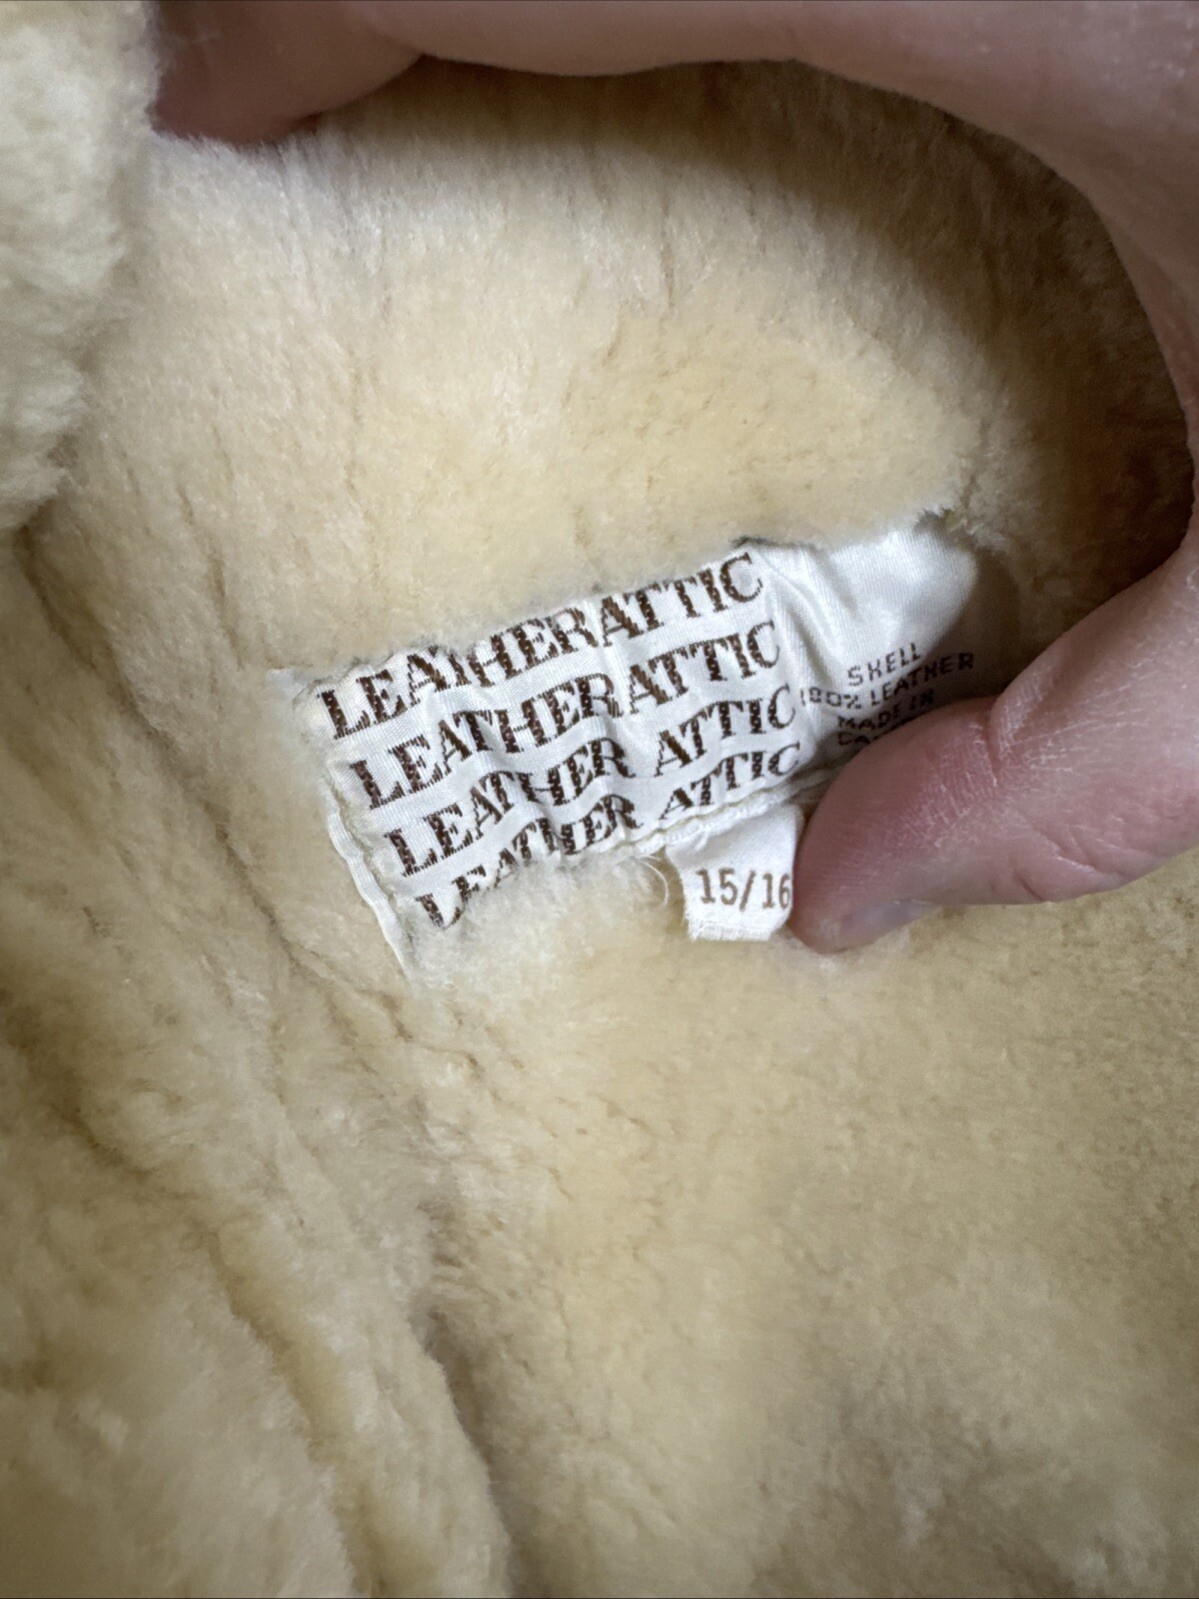 LEATHERATTIC
LEATHERATTIC
LEATHER ATTIC
LEATHER ATTIC
SHELL
100% LEATHER
MADE IN
15/16